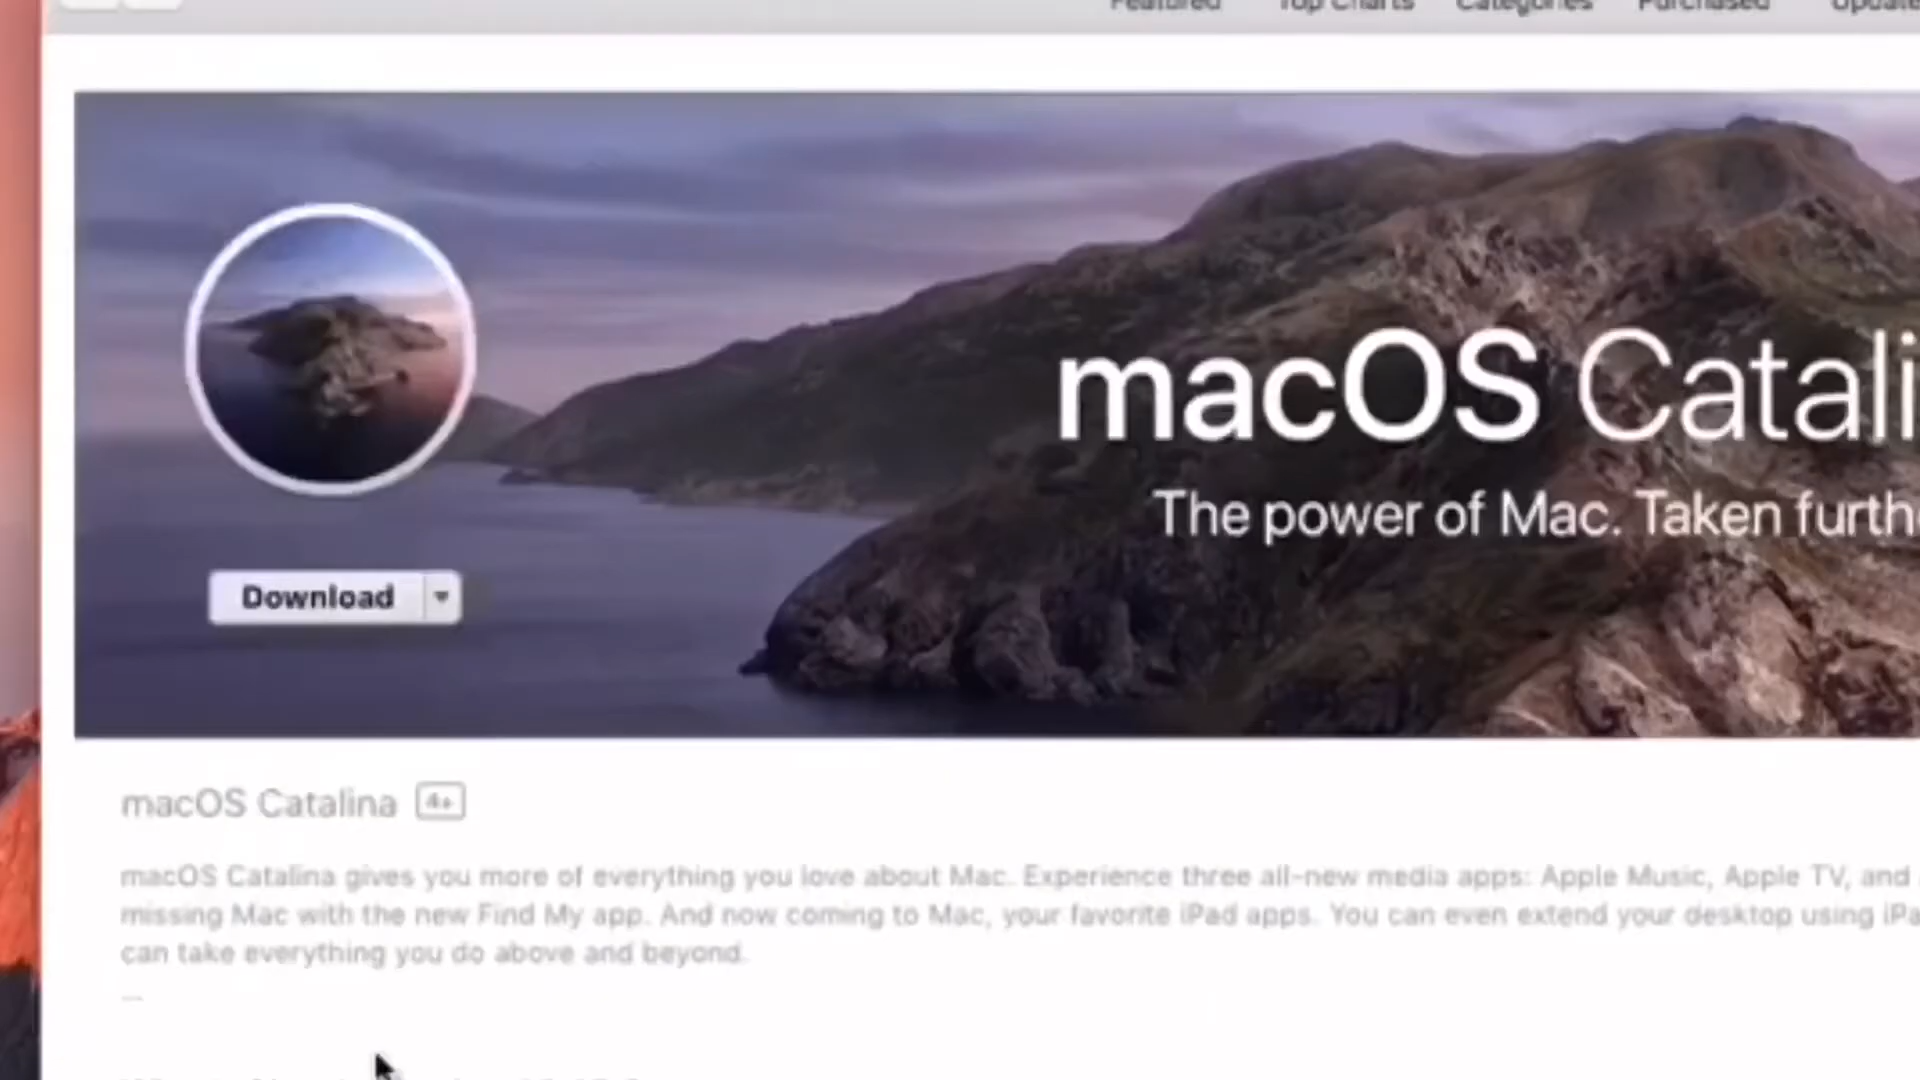 Featured Top Charts Categories Purchased Update
macOS Catali
The power of Mac. Taken furthe
Download
macOS Catalina 4+
macOS Catalina gives you more of everything you love about Mac. Experience three all-new media apps: Apple Music, Apple TV, and
missing Mac with the new Find My app. And now coming to Mac, your favorite iPad apps. You can even extend your desktop using iPa
can take everything you do above and beyond.
...